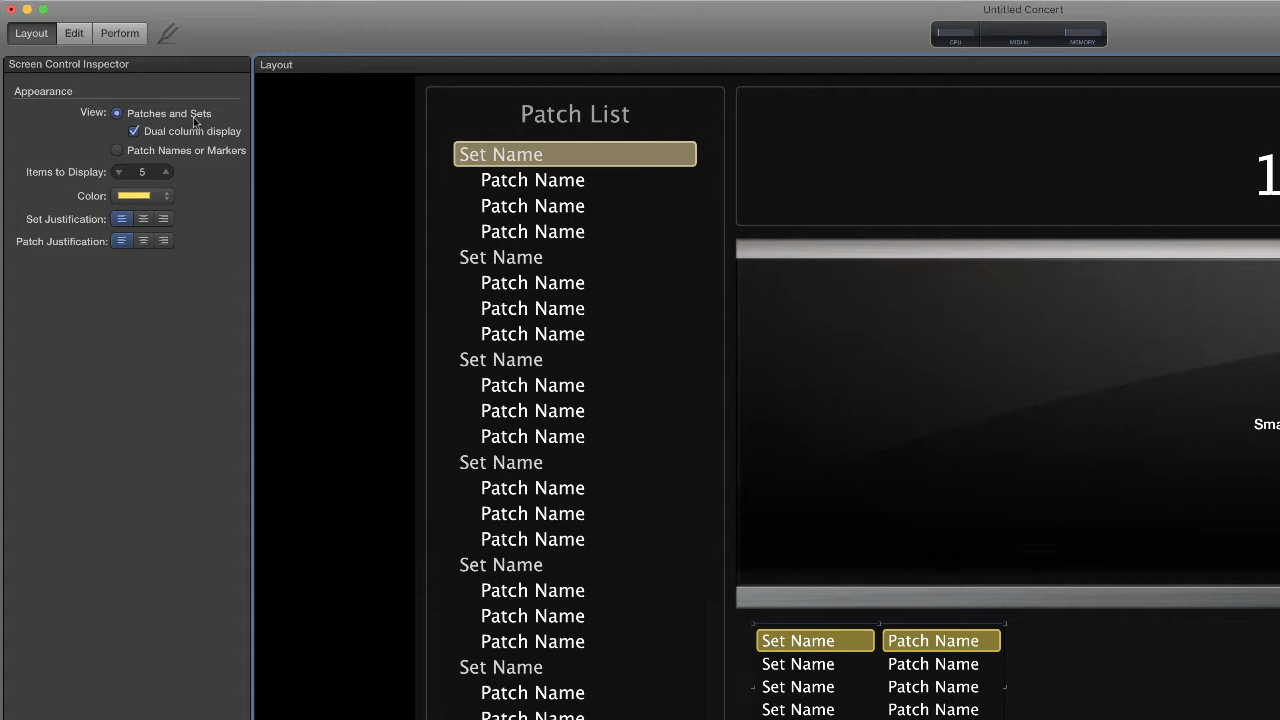 Untitled Concert
Layout Edit Perform
CPU MIDI In MEMORY
Screen Control Inspector
Layout
Appearance
View: Patches and Sets
Dual column display
Patch Names or Markers
Items to Display: 5
Color:
Set Justification:
Patch Justification:
Patch List
Set Name
Patch Name
Patch Name
Patch Name
Set Name
Patch Name
Patch Name
Patch Name
Set Name
Patch Name
Patch Name
Patch Name
Set Name
Patch Name
Patch Name
Patch Name
Set Name
Patch Name
Patch Name
Patch Name
Set Name
Patch Name
Patch Name
1
Sma
Set Name Patch Name
Set Name Patch Name
Set Name Patch Name
Set Name Patch Name